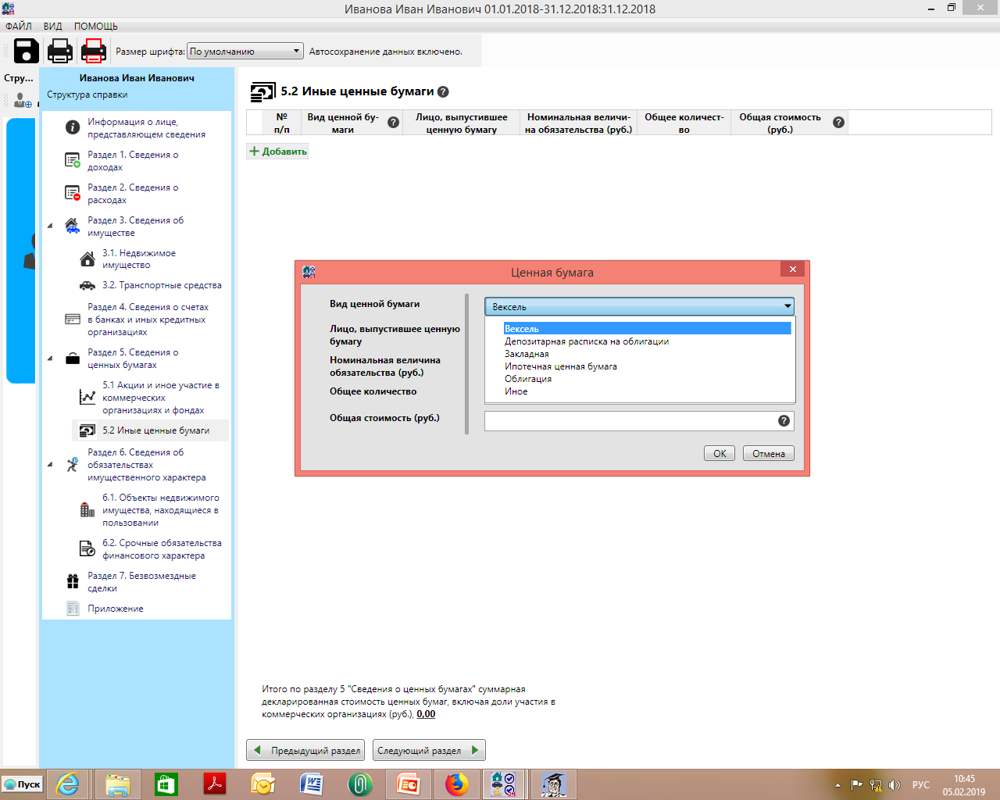 Иванова Иван Иванович 01.01.2018-31.12.2018:31.12.2018
ФАЙЛ ВИД ПОМОЩЬ
Размер шрифта: По умолчанию Автосохранение данных включено.
Стру...
Иванова Иван Иванович
Структура справки
Информация о лице,
представляющем сведения
Раздел 1. Сведения о
доходах
Раздел 2. Сведения о
расходах
Раздел 3. Сведения об
имуществе
3.1. Недвижимое
имущество
3.2. Транспортные средства
Раздел 4. Сведения о счетах
в банках и иных кредитных
организациях
Раздел 5. Сведения о
ценных бумагах
5.1 Акции и иное участие в
коммерческих
организациях и фондах
5.2 Иные ценные бумаги
Раздел 6. Сведения об
обязательствах
имущественного характера
6.1. Объекты недвижимого
имущества, находящиеся в
пользовании
6.2. Срочные обязательства
финансового характера
Раздел 7. Безвозмездные
сделки
Приложение
5.2 Иные ценные бумаги
№
п/п
Вид ценной бу-
маги
Лицо, выпустившее
ценную бумагу
Номинальная величи-
на обязательства (руб.)
Общее количест-
во
Общая стоимость
(руб.)
Добавить
Ценная бумага
Вид ценной бумаги
Вексель
Лицо, выпустившее ценную
бумагу
Номинальная величина
обязательства (руб.)
Общее количество
Общая стоимость (руб.)
Вексель
Депозитарная расписка на облигации
Закладная
Ипотечная ценная бумага
Облигация
Иное
OK Отмена
Итого по разделу 5 "Сведения о ценных бумагах" суммарная
декларированная стоимость ценных бумаг, включая доли участия в
коммерческих организациях (руб.), 0,00
Предыдущий раздел Следующий раздел
Пуск
РУС
10:45
05.02.2019